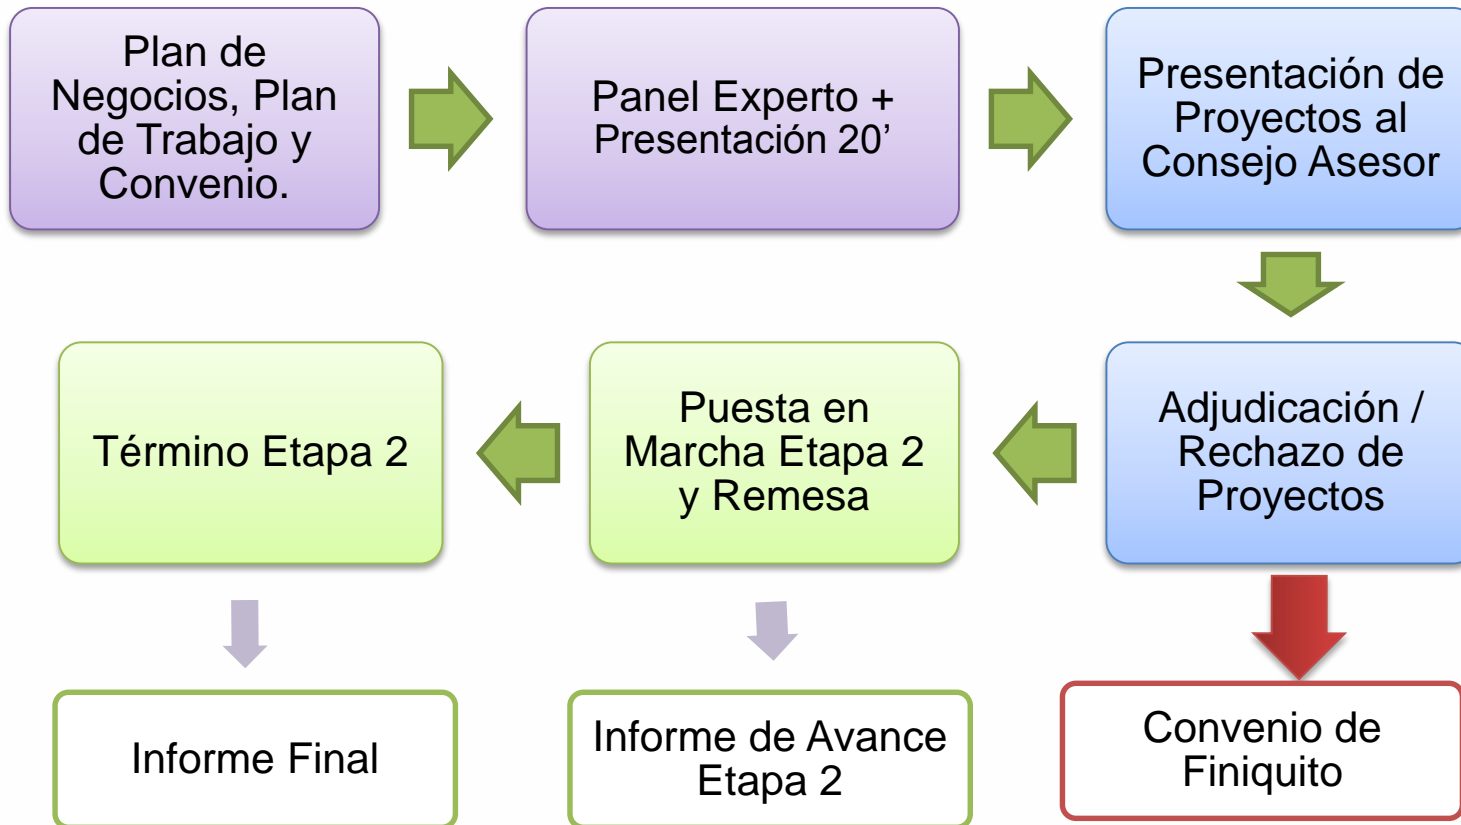 Plan de
Negocios, Plan
de Trabajo y
Convenio.
Panel Experto +
Presentación 20’
Presentación de
Proyectos al
Consejo Asesor
Término Etapa 2
Puesta en
Marcha Etapa 2
y Remesa
Adjudicación /
Rechazo de
Proyectos
Informe Final
Informe de Avance
Etapa 2
Convenio de
Finiquito